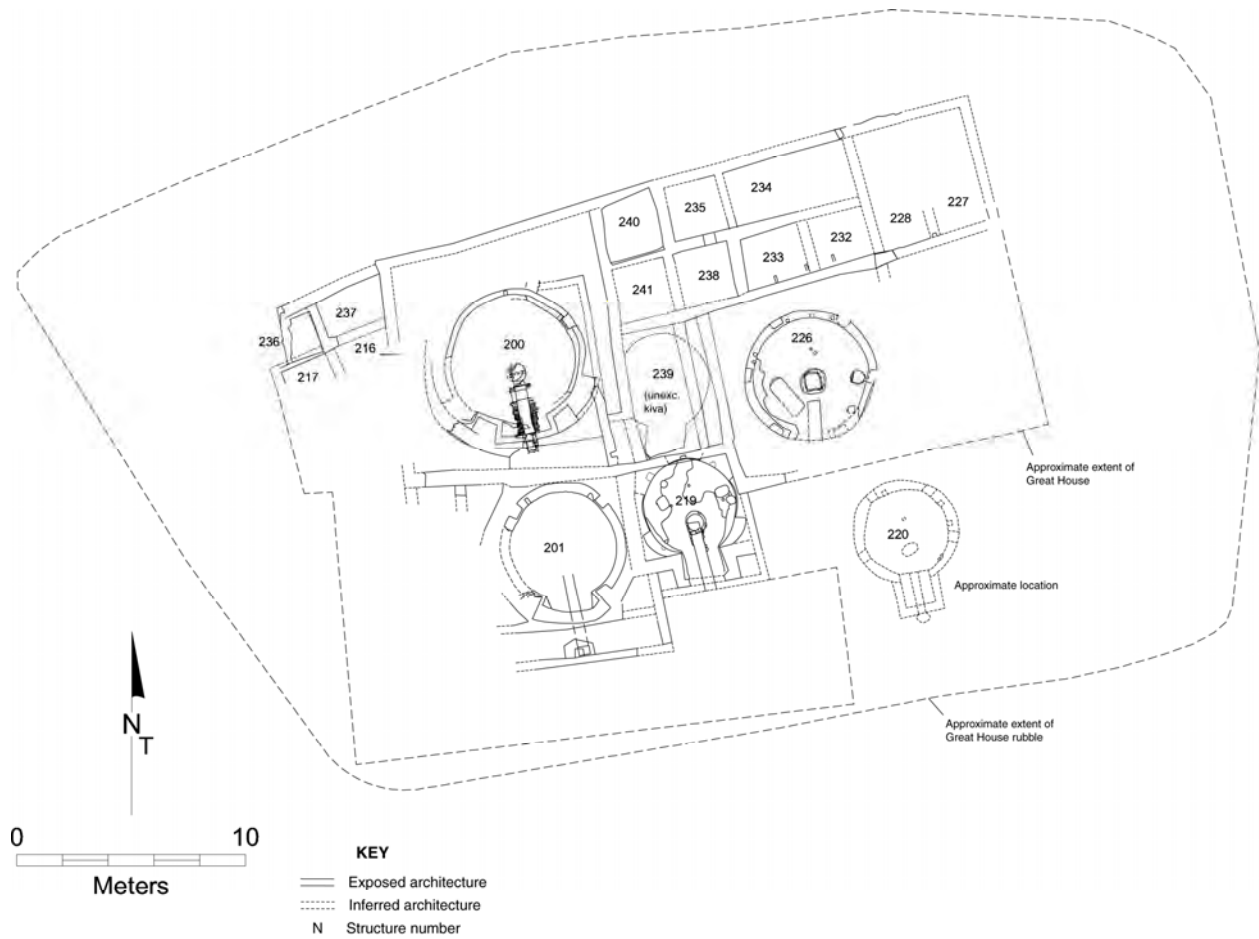 234
235
240
227
228
232
233
238
241
237
236
216
217
200
226
239
(unexc.
kiva)
Approximate extent of
Great House
219
220
201
Approximate location
N
T
Approximate extent of
Great House rubble
0 10
Meters
KEY
Exposed architecture
Inferred architecture
N Structure number